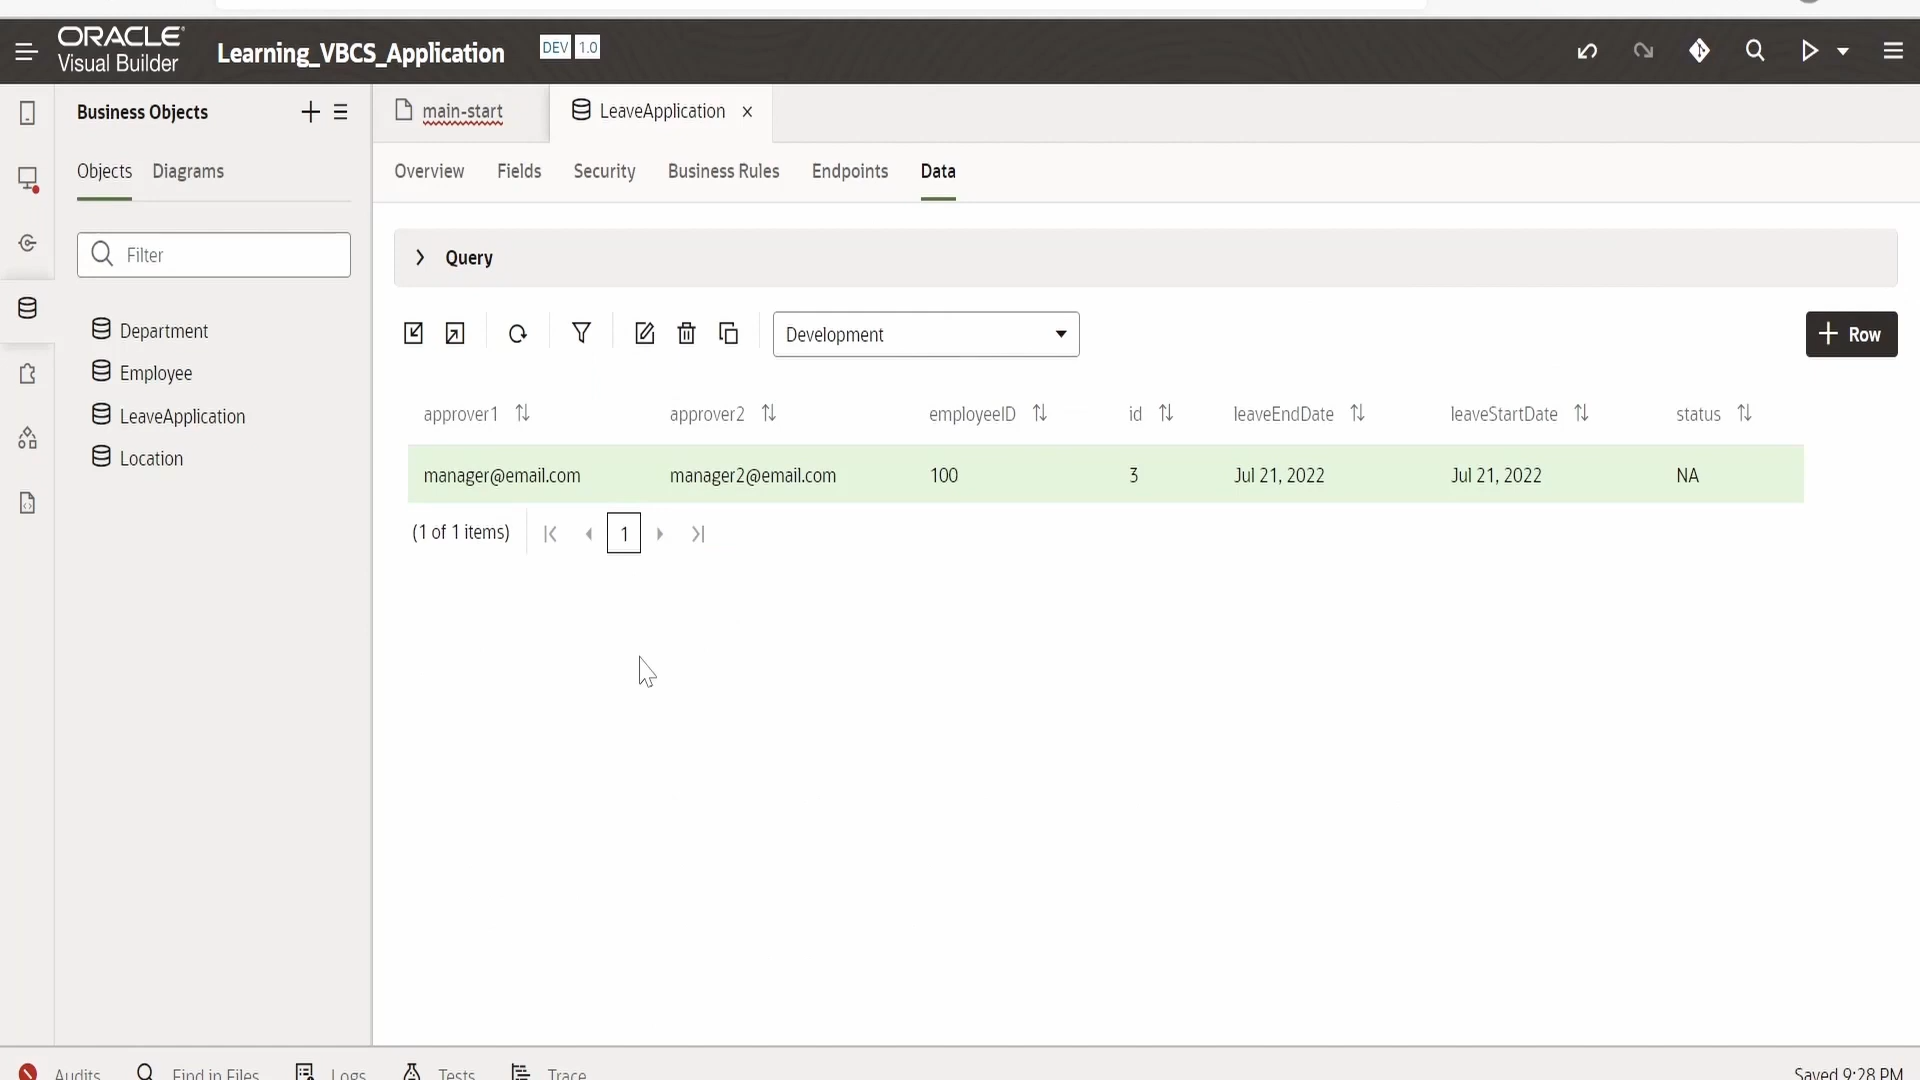 ORACLE
Visual Builder
Learning_VBCS_Application
DEV 1.0
Business Objects
main-start
LeaveApplication
Objects Diagrams
Overview Fields Security Business Rules Endpoints Data
Filter
Query
Department
Employee
LeaveApplication
Location
Development
Row
approver1 approver2 employeeID id leaveEndDate leaveStartDate status
manager@email.com manager2@email.com 100 3 Jul 21, 2022 Jul 21, 2022 NA
(1 of 1 items) 1
Audits Find in Files Logs Tests Trace
Saved 9:28 PM